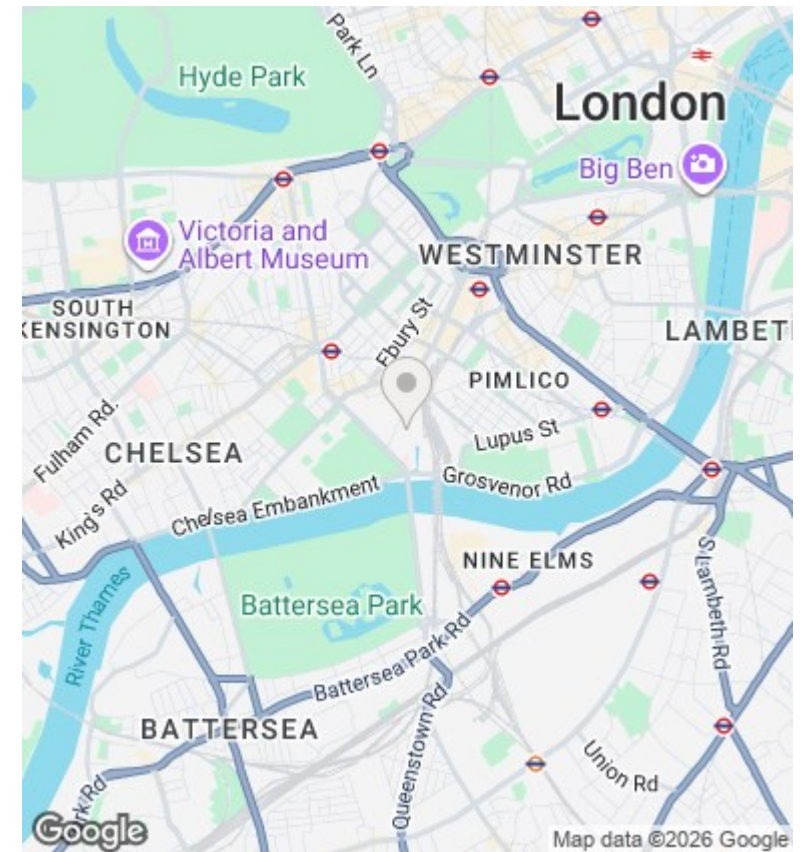 Park Ln
Hyde Park
London
Big Ben
Victoria and
Albert Museum
WESTMINSTER
SOUTH
KENSINGTON
Ebury St
LAMBET
PIMLICO
Fulham Rd.
CHELSEA
Lupus St
King's Rd
Chelsea Embankment
Grosvenor Rd
NINE ELMS
S Lambeth Rd
River Thames
Battersea Park
Battersea Park Rd
BATTERSEA
Queenstown Rd
Union Rd
rk Rd
Google
Map data ©2026 Google